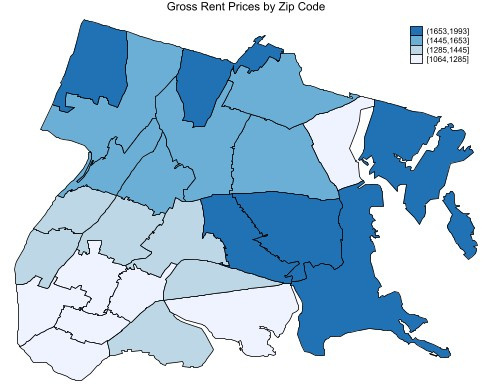 Gross Rent Prices by Zip Code
(1653,1993]
(1445,1653]
(1285,1445]
[1064,1285]